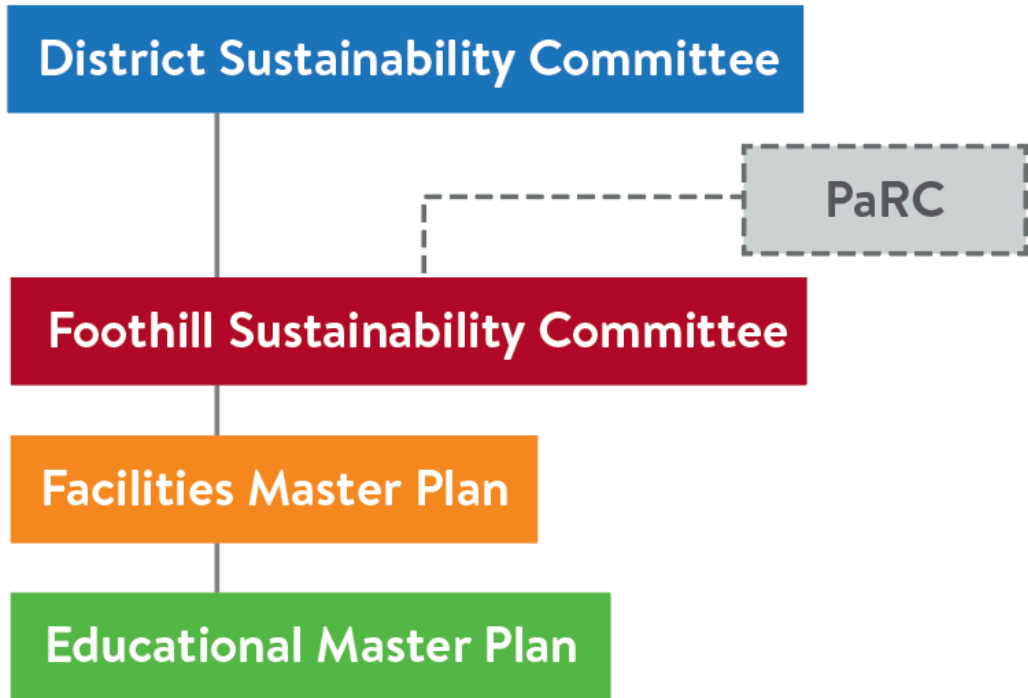 District Sustainability Committee
PaRC
Foothill Sustainability Committee
Facilities Master Plan
Educational Master Plan